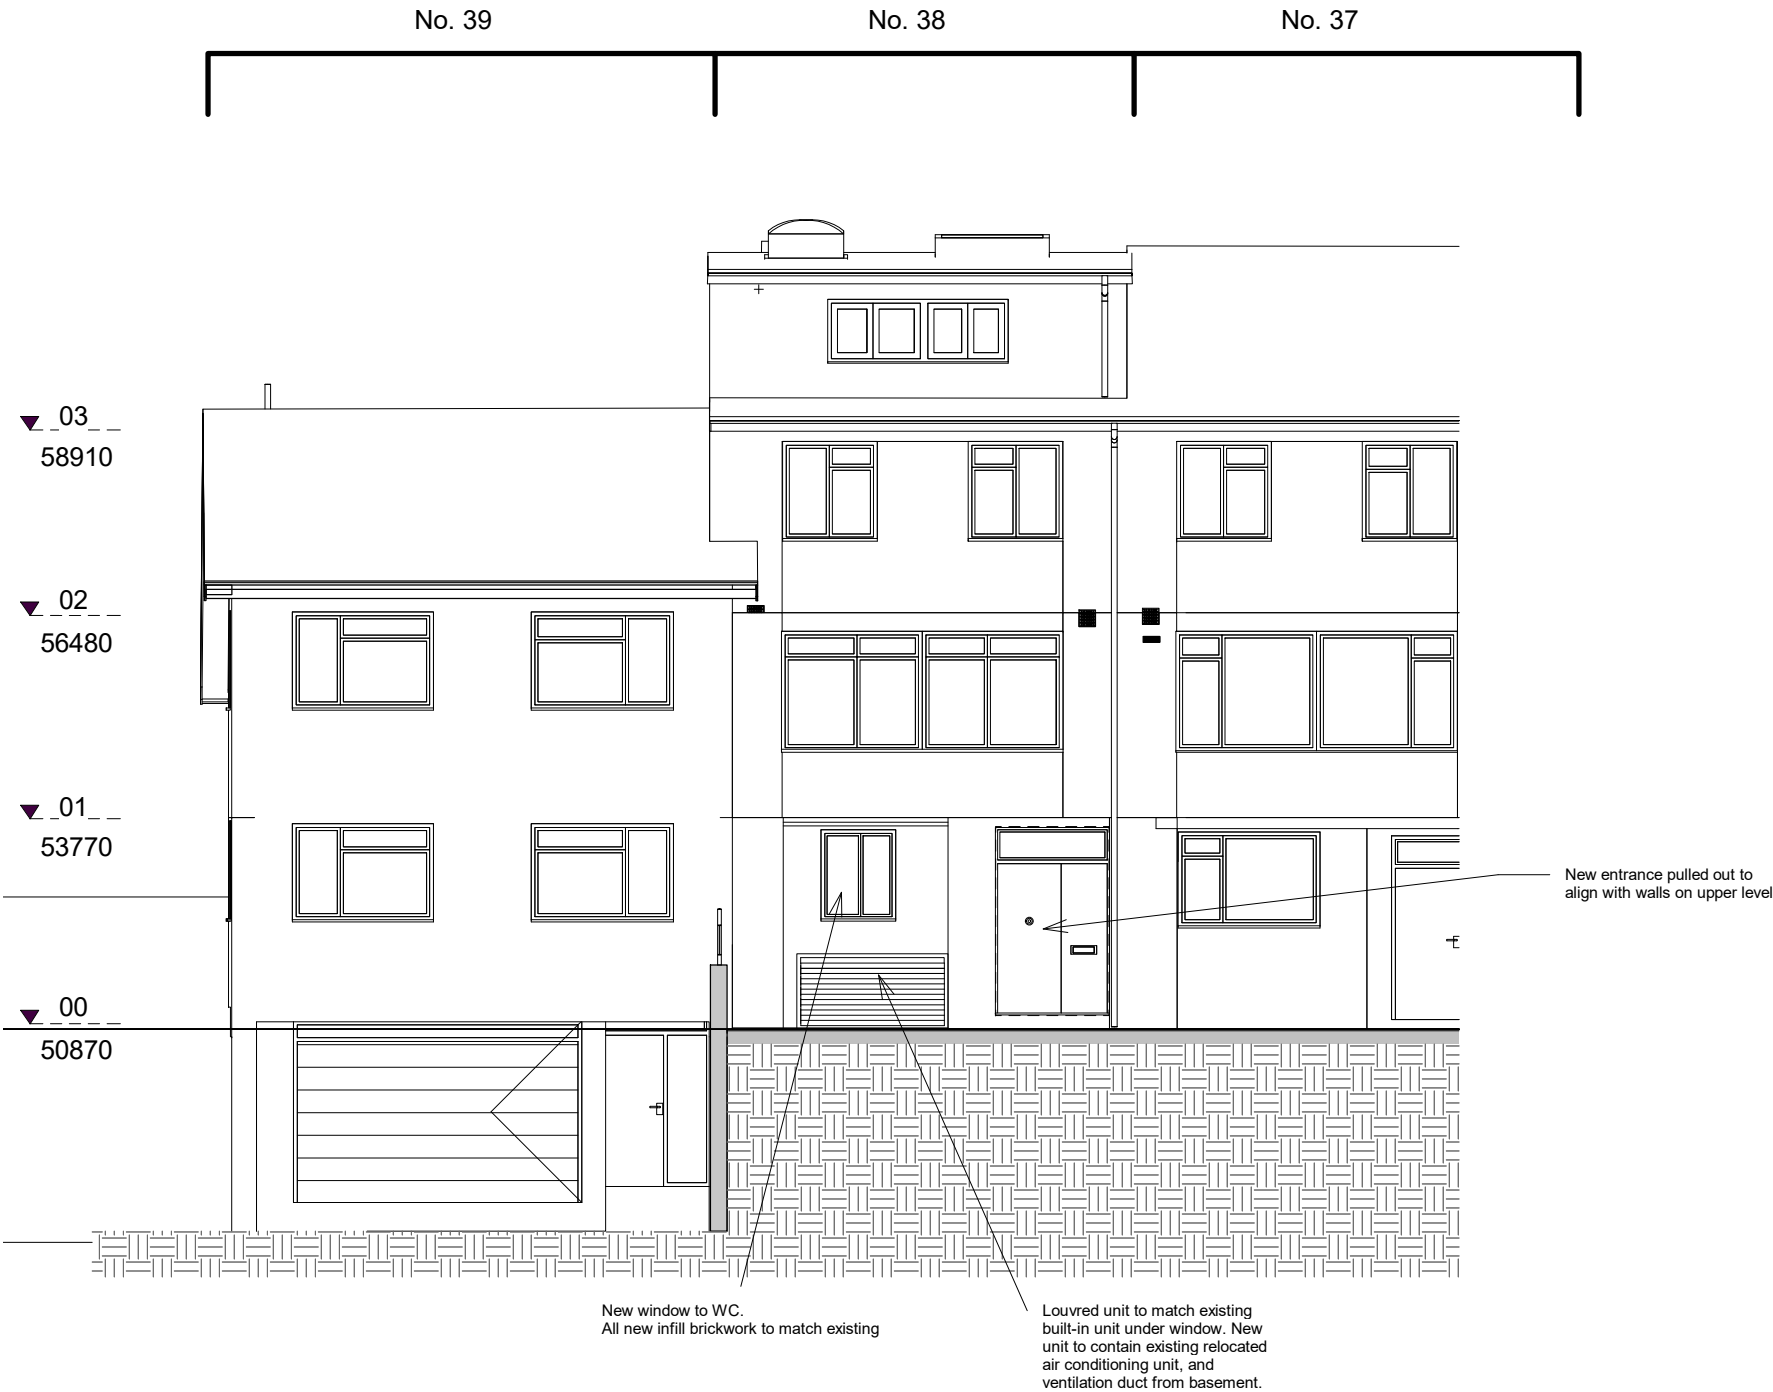 No. 39
No. 38
No. 37
03
58910
02
56480
01
53770
New entrance pulled out to
align with walls on upper level
00
50870
New window to WC.
All new infill brickwork to match existing
Louvred unit to match existing
built-in unit under window. New
unit to contain existing relocated
air conditioning unit, and
ventilation duct from basement.